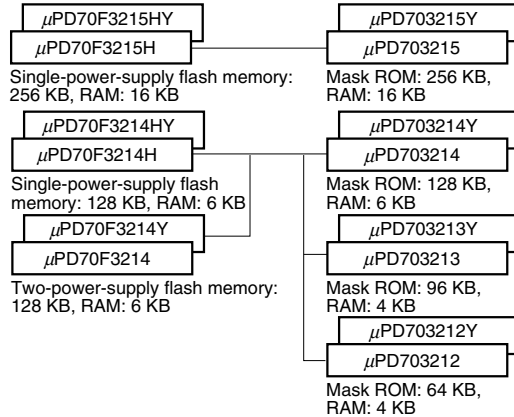 μPD70F3215HY
μPD70F3215H
Single-power-supply flash memory:
256 KB, RAM: 16 KB
μPD703215Y
μPD703215
Mask ROM: 256 KB,
RAM: 16 KB
μPD70F3214HY
μPD70F3214H
Single-power-supply flash
memory: 128 KB, RAM: 6 KB
μPD703214Y
μPD703214
Mask ROM: 128 KB,
RAM: 6 KB
μPD70F3214Y
μPD70F3214
Two-power-supply flash memory:
128 KB, RAM: 6 KB
μPD703213Y
μPD703213
Mask ROM: 96 KB,
RAM: 4 KB
μPD703212Y
μPD703212
Mask ROM: 64 KB,
RAM: 4 KB